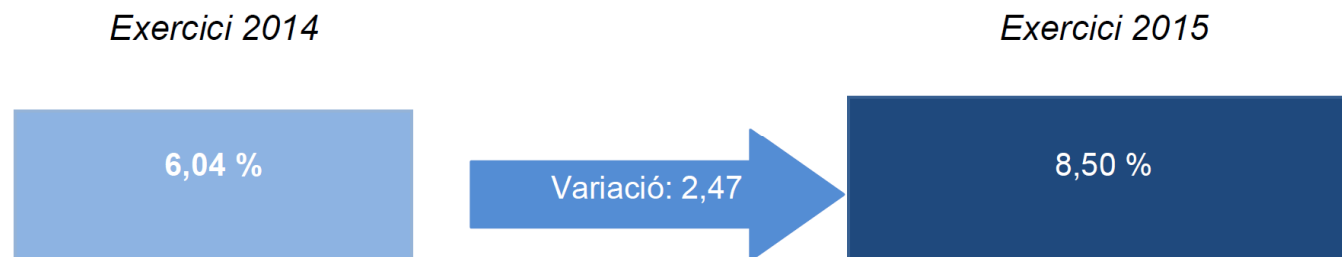 Exercici 2014
Exercici 2015
6,04 %
Variació: 2,47
8,50 %